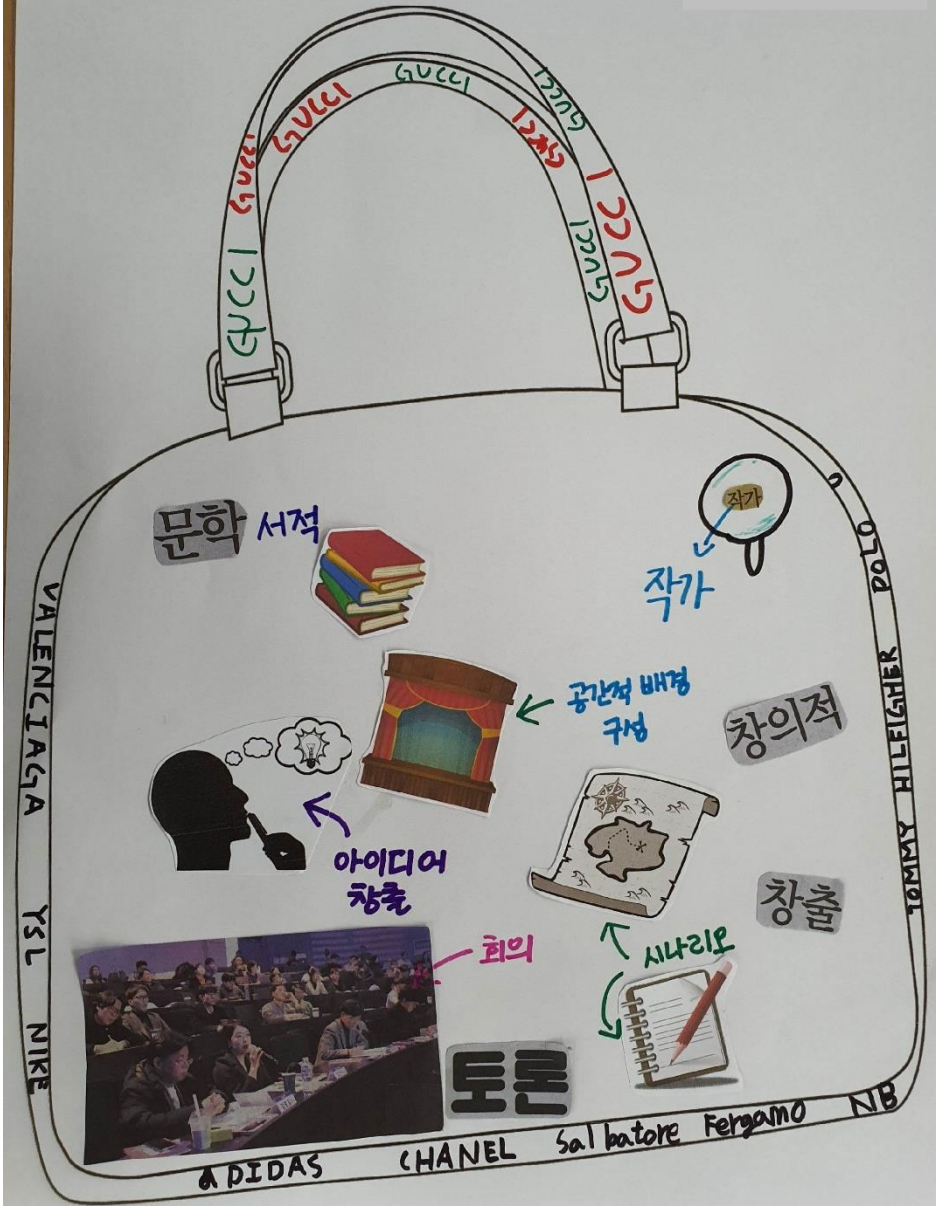 GUCCI
GUCCI
GUCCI
GUCCI
GUCCI
GUCCI
GUCCI
GUCCI
문학 서적
작가
작가
공간적 배경
구성
창의적
아이디어
창출
창출
회의
시나리오
토론
VALENCIAGA YSL NIKE
ADIDAS CHANEL Salbatore Fergamo NB
TOMMY HILFIGHER POLO